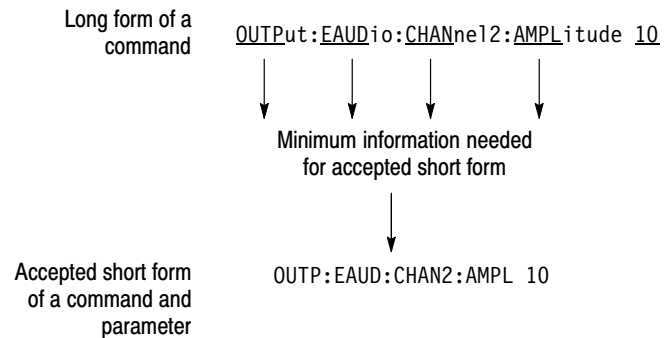 Long form of a
command
OUTPut:EAUDio:CHANnel2:AMPLitude 10
Minimum information needed
for accepted short form
Accepted short form
of a command and
parameter
OUTP:EAUD:CHAN2:AMPL 10